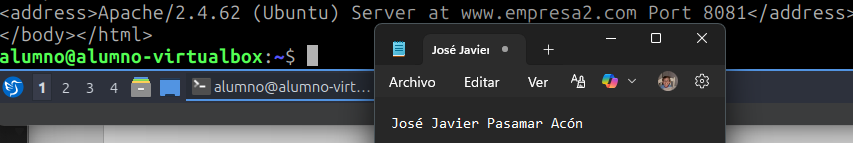 <address>Apache/2.4.62 (Ubuntu) Server at www.empresa2.com Port 8081</address>
</body></html>
alumno@alumno-virtualbox:~$
José Javier
Archivo Editar Ver
1 2 3 4 alumno@alumno-virt...
José Javier Pasamar Acón